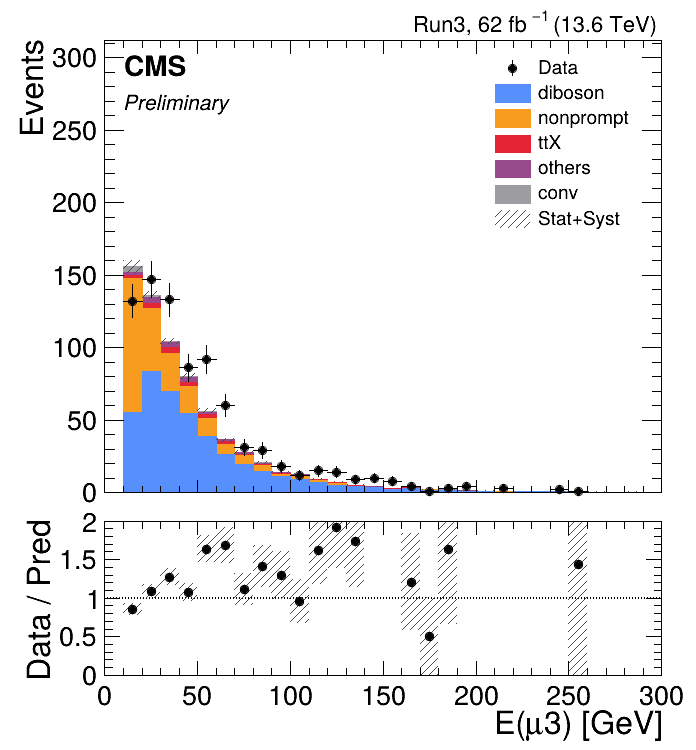 Run3, 62 fb⁻¹ (13.6 TeV)
CMS
Preliminary
Events
300
250
200
150
100
50
0
Data
diboson
nonprompt
ttX
others
conv
Stat+Syst
Data / Pred
2
1.5
1
0.5
0
0 50 100 150 200 250 300
E(μ3) [GeV]